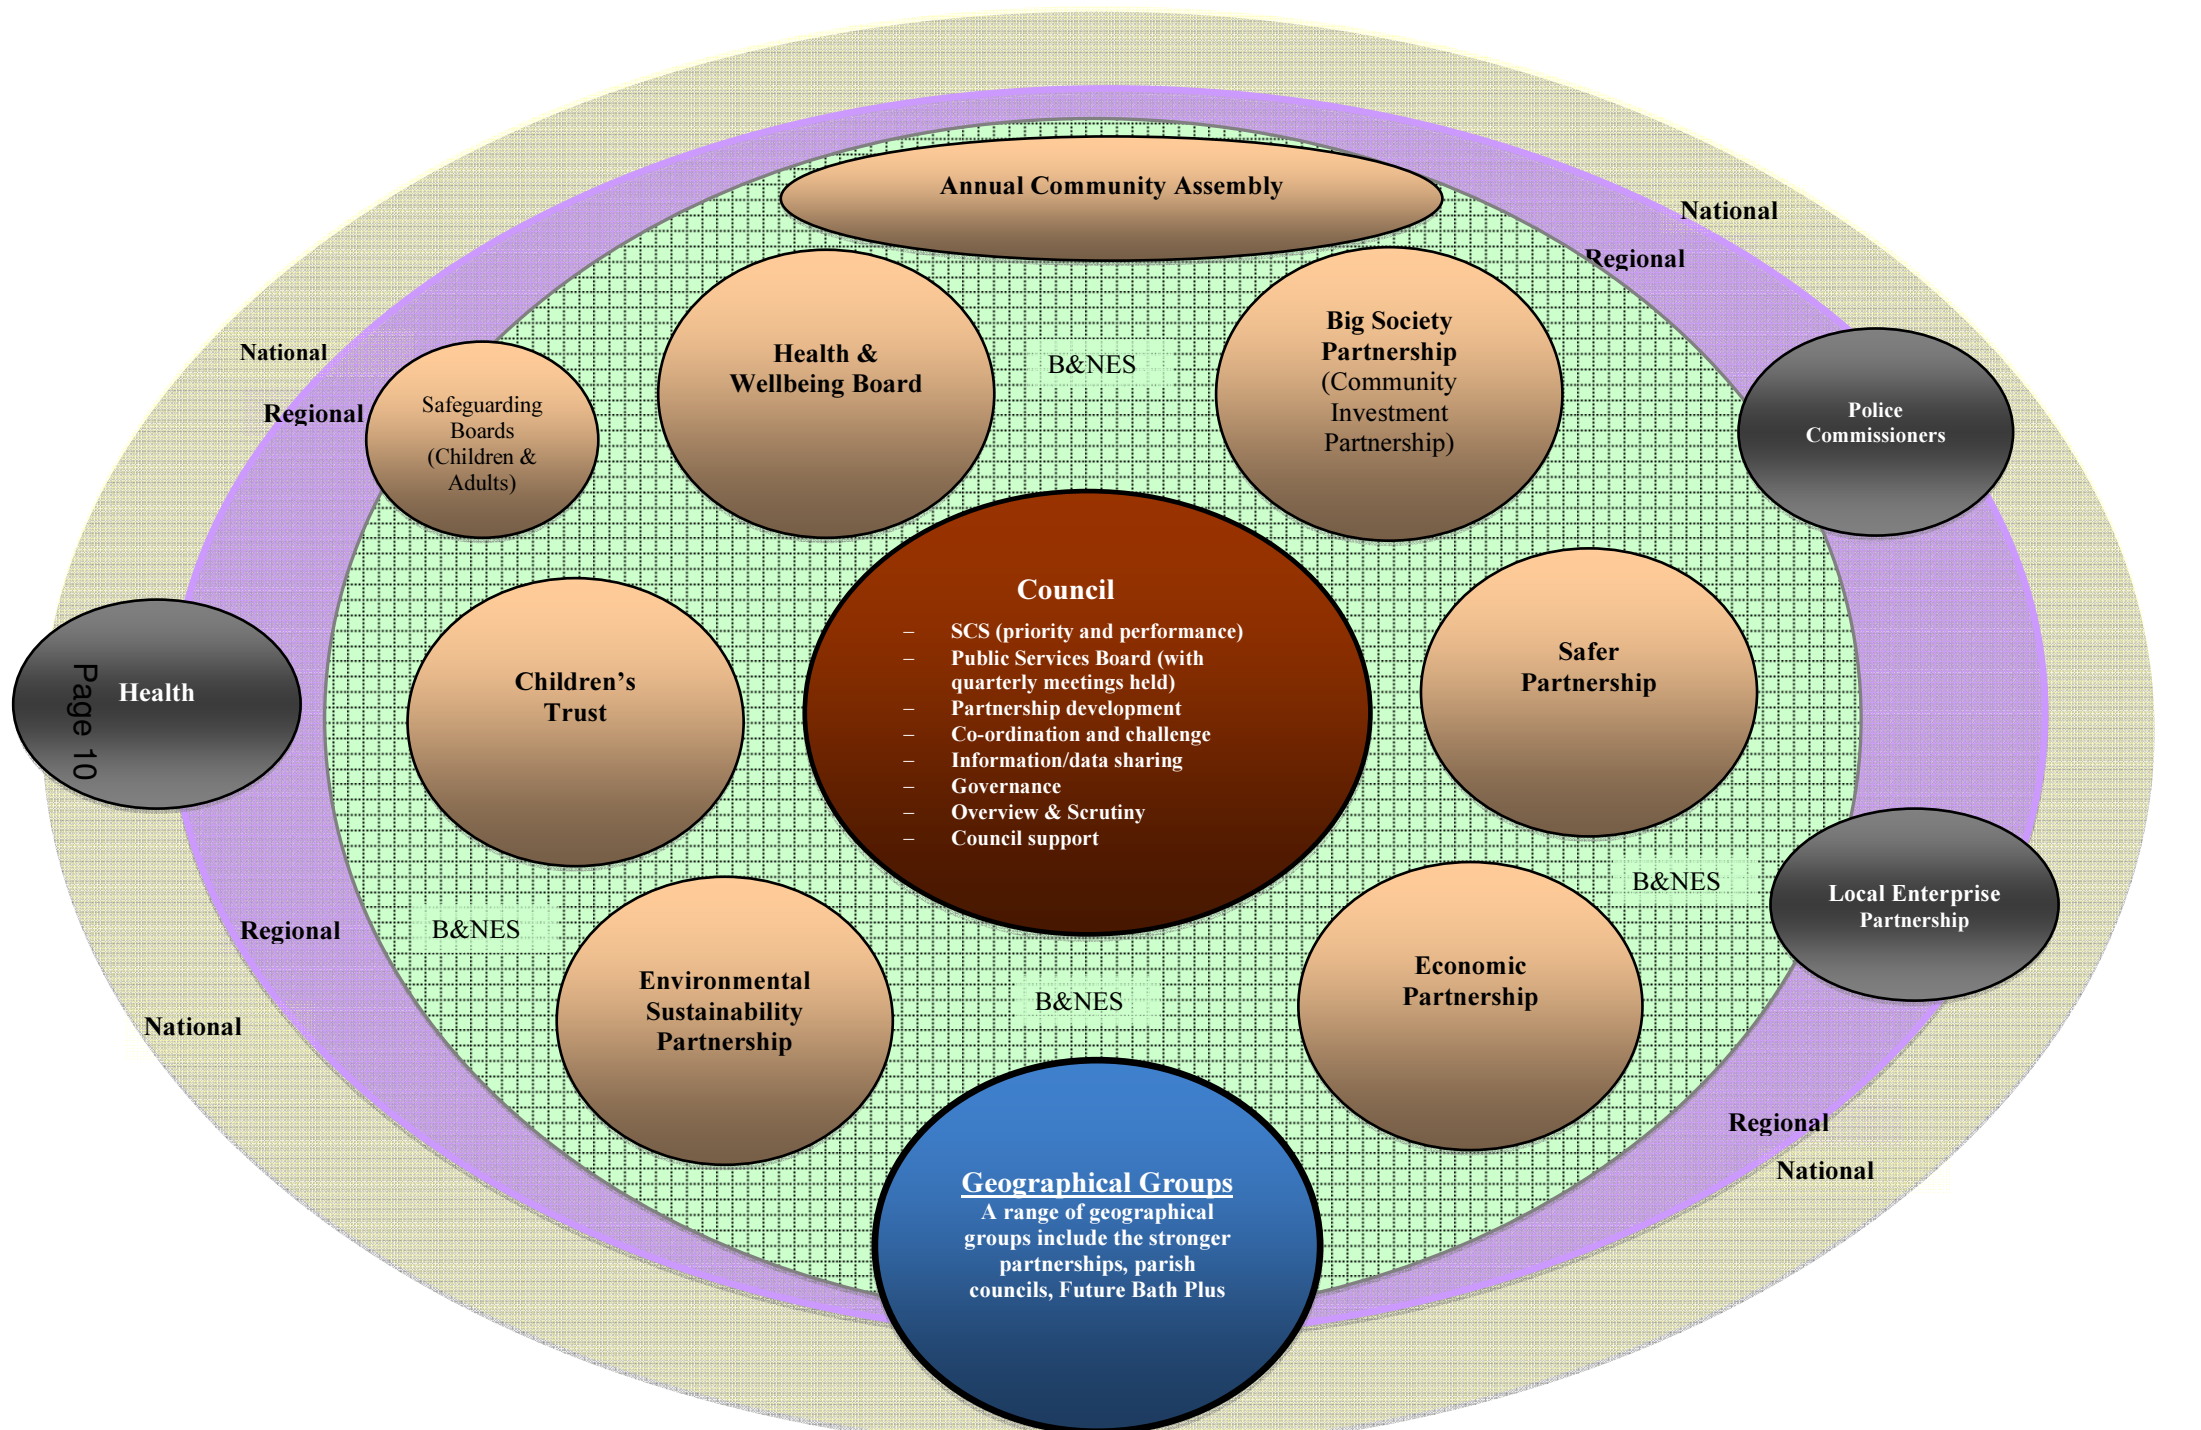 Annual Community Assembly
National
Regional
Health &
Wellbeing Board
B&NES
Big Society
Partnership
(Community
Investment
Partnership)
National
Regional
Safeguarding
Boards
(Children &
Adults)
Police
Commissioners
Council
– SCS (priority and performance)
– Public Services Board (with
quarterly meetings held)
– Partnership development
– Co-ordination and challenge
– Information/data sharing
– Governance
– Overview & Scrutiny
– Council support
Health
Page 10
Children’s
Trust
Safer
Partnership
B&NES
Local Enterprise
Partnership
Regional
B&NES
National
Environmental
Sustainability
Partnership
B&NES
Economic
Partnership
Regional
National
Geographical Groups
A range of geographical
groups include the stronger
partnerships, parish
councils, Future Bath Plus